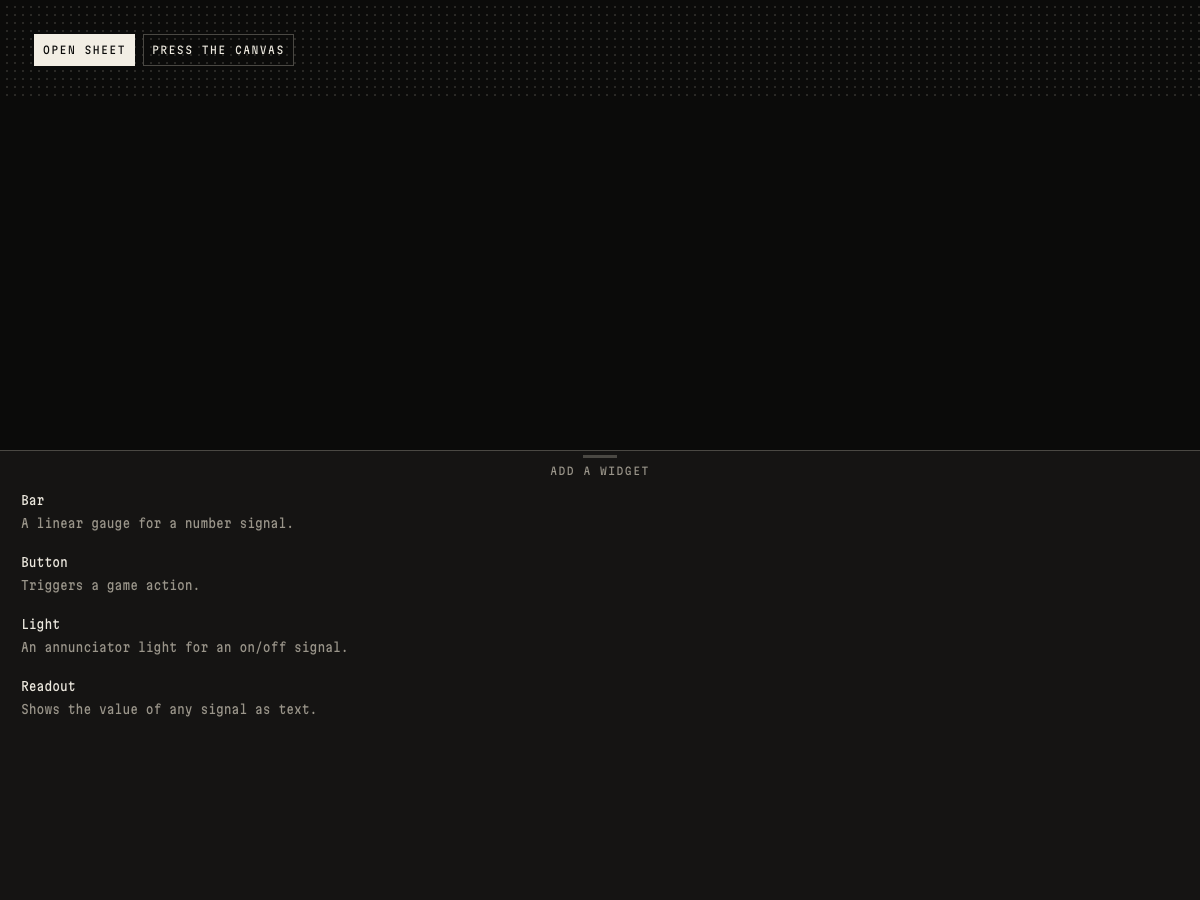 OPEN SHEET
PRESS THE CANVAS
ADD A WIDGET
Bar
A linear gauge for a number signal.
Button
Triggers a game action.
Light
An annunciator light for an on/off signal.
Readout
Shows the value of any signal as text.